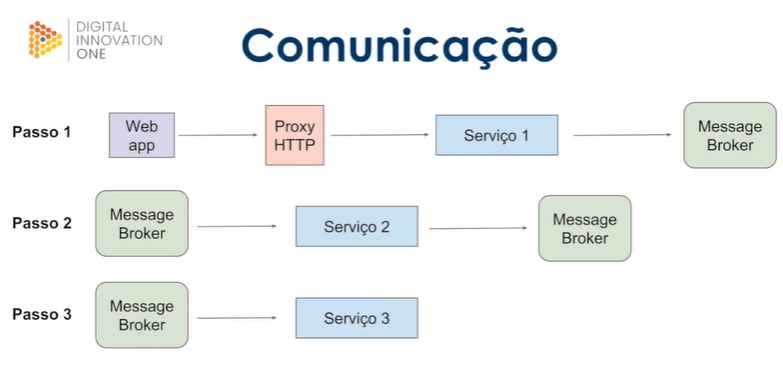 DIGITAL
INNOVATION
ONE
Comunicação
Passo 1
Web
app
Proxy
HTTP
Serviço 1
Message
Broker
Passo 2
Message
Broker
Serviço 2
Message
Broker
Passo 3
Message
Broker
Serviço 3